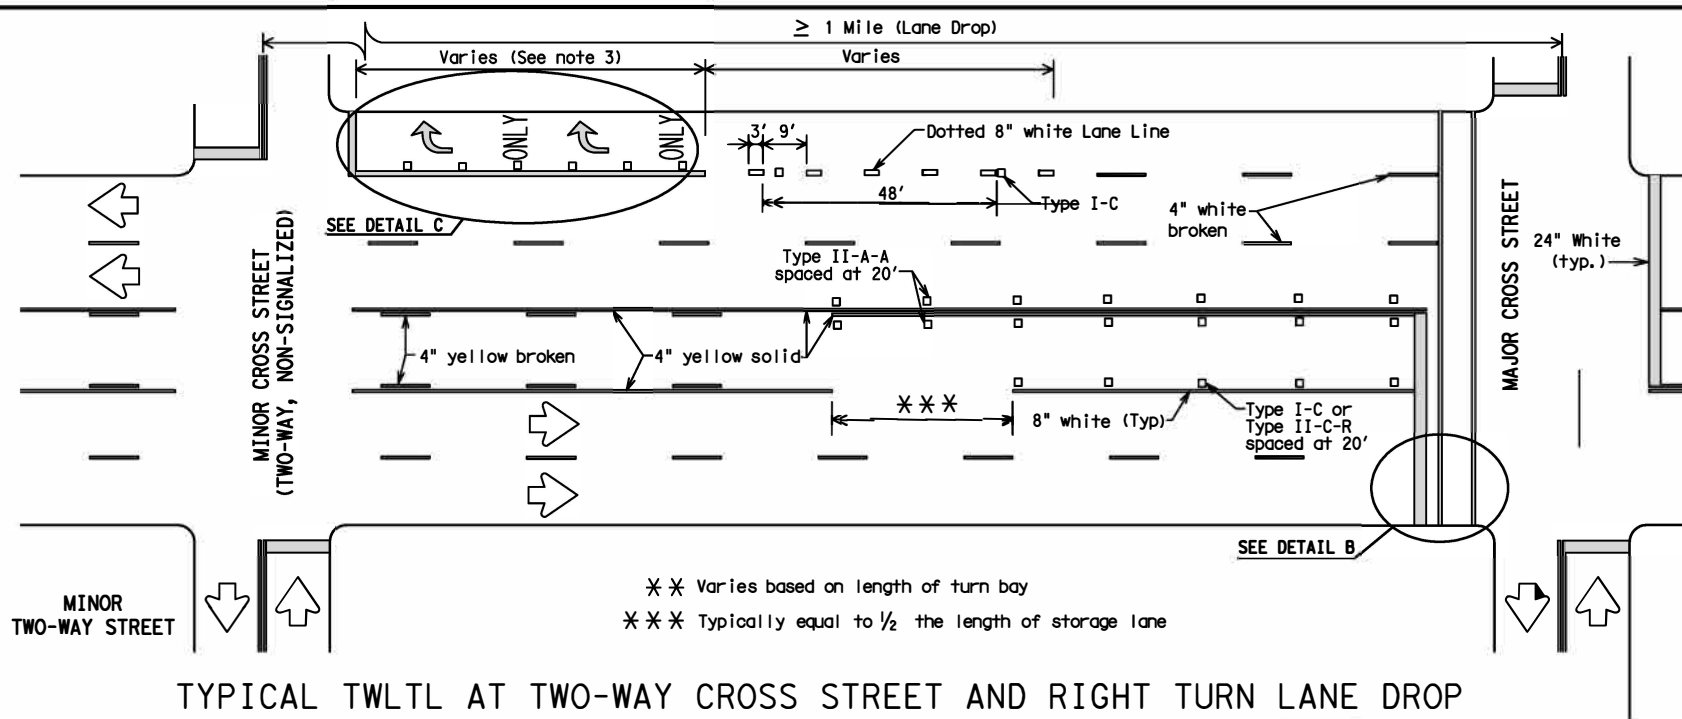 ≥ 1 Mile (Lane Drop)
Varies (See note 3)
Varies
ONLY
ONLY
3'
9'
Dotted 8" white Lane Line
48'
Type I-C
4" white
broken
SEE DETAIL C
24" White
(typ.)
Type II-A-A
spaced at 20'
MINOR CROSS STREET
(TWO-WAY, NON-SIGNALIZED)
MAJOR CROSS STREET
4" yellow broken
4" yellow solid
***
8" white (Typ)
Type I-C or
Type II-C-R
spaced at 20'
SEE DETAIL B
** Varies based on length of turn bay
*** Typically equal to ½ the length of storage lane
MINOR
TWO-WAY STREET
TYPICAL TWLTL AT TWO-WAY CROSS STREET AND RIGHT TURN LANE DROP